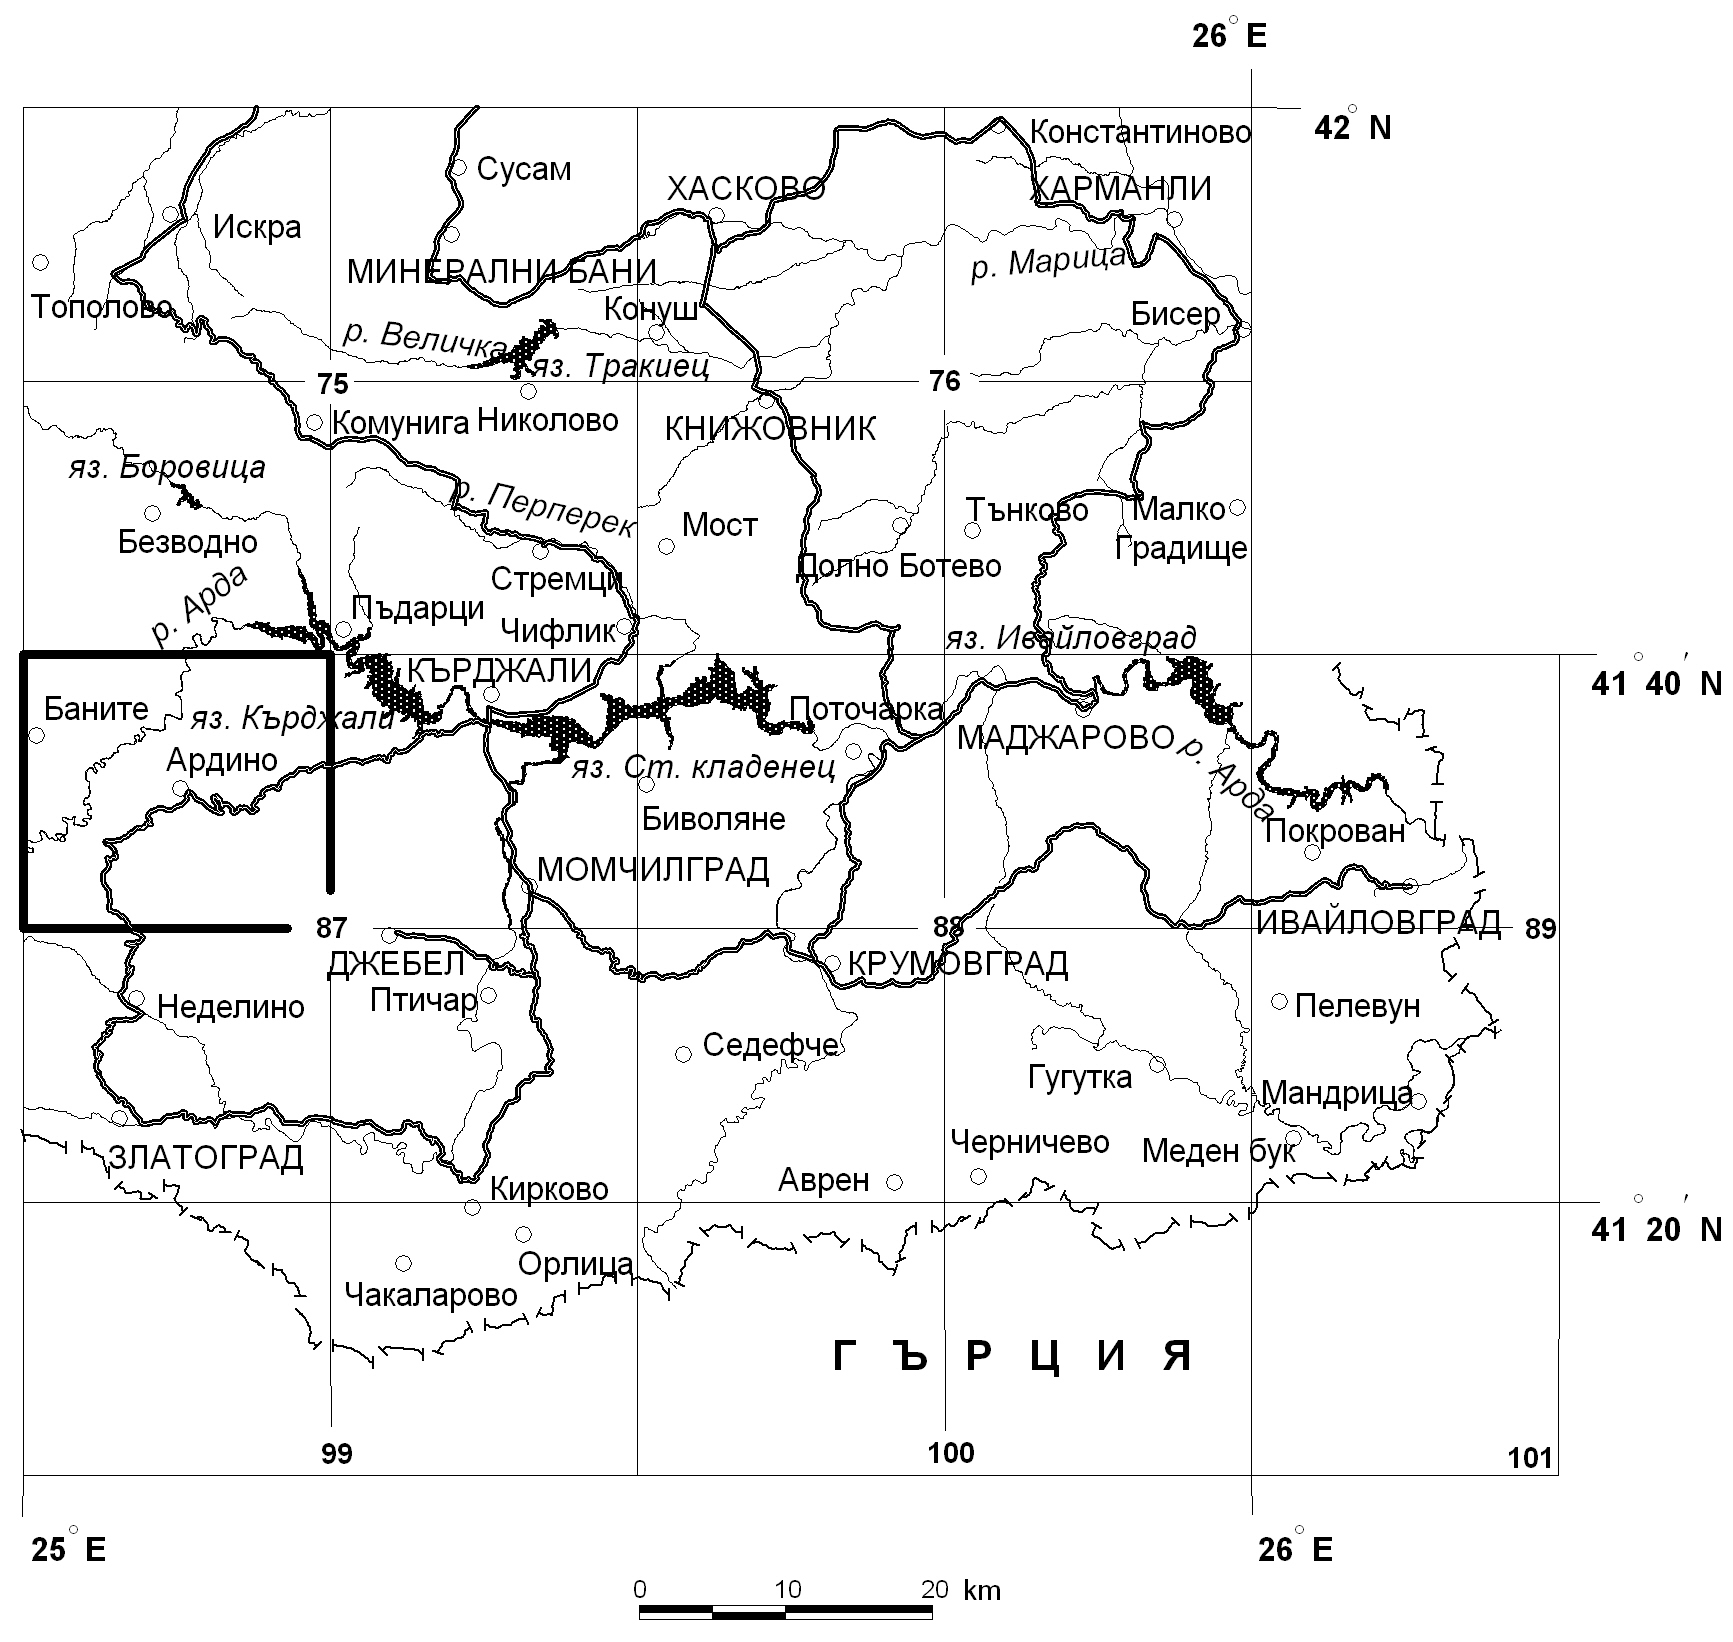 26° E
42° N
Константиново
Сусам
ХАСКОВО
ХАРМАНЛИ
Искра
р. Марица
МИНЕРАЛНИ БАНИ
Тополово
Конуш
Бисер
р. Величка
яз. Тракиец
75
76
Комунига
Николово
КНИЖОВНИК
яз. Боровица
р. Перперек
Безводно
Мост
Тънково
Малко
Градище
Стремци
Долно Ботево
р. Арда
Пъдарци
Чифлик
яз. Ивайловград
КЪРДЖАЛИ
41° 40′ N
Баните
яз. Кърджали
Поточарка
МАДЖАРОВО
Ардино
яз. Ст. кладенец
р. Арда
Биволяне
Покрован
МОМЧИЛГРАД
87
88
ИВАЙЛОВГРАД
89
ДЖЕБЕЛ
КРУМОВГРАД
Птичар
Неделино
Пелевун
Седефче
Гугутка
Мандрица
ЗЛАТОГРАД
Черничево
Меден бук
Аврен
Кирково
41° 20′ N
Орлица
Чакаларово
ГЪРЦИЯ
99
100
101
25° E
26° E
0 10 20 km